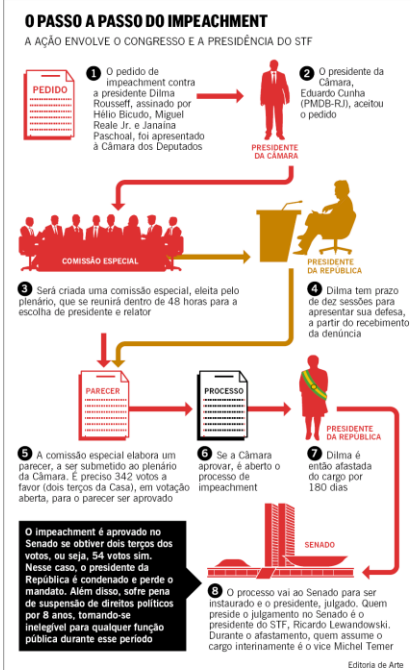 O PASSO A PASSO DO IMPEACHMENT
A AÇÃO ENVOLVE O CONGRESSO E A PRESIDÊNCIA DO STF
PEDIDO
1 O pedido de
impeachment contra
a presidente Dilma
Rousseff, assinado por
Hélio Bicudo, Miguel
Reale Jr. e Janaína
Paschoal, foi apresentado
à Câmara dos Deputados
PRESIDENTE
DA CÂMARA
2 O presidente da
Câmara,
Eduardo Cunha
(PMDB-RJ), aceitou
o pedido
COMISSÃO ESPECIAL
PRESIDENTE
DA REPÚBLICA
3 Será criada uma comissão especial, eleita pelo
plenário, que se reunirá dentro de 48 horas para a
escolha de presidente e relator
4 Dilma tem prazo
de dez sessões para
apresentar sua defesa,
a partir do recebimento
da denúncia
PARECER
PROCESSO
PRESIDENTE
DA REPÚBLICA
5 A comissão especial elabora um
parecer, a ser submetido ao plenário
da Câmara. É preciso 342 votos a
favor (dois terços da Casa), em votação
aberta, para o parecer ser aprovado
6 Se a Câmara
aprovar, é aberto o
processo de
impeachment
7 Dilma é
então afastada
do cargo por
180 dias
O impeachment é aprovado no
Senado se obtiver dois terços dos
votos, ou seja, 54 votos sim.
Nesse caso, o presidente da
República é condenado e perde o
mandato. Além disso, sofre pena
de suspensão de direitos políticos
por 8 anos, tornando-se
inelegível para qualquer função
pública durante esse período
SENADO
8 O processo vai ao Senado para ser
instaurado e o presidente, julgado. Quem
preside o julgamento no Senado é o
presidente do STF, Ricardo Lewandowski.
Durante o afastamento, quem assume o
cargo interinamente é o vice Michel Temer
Editoria de Arte